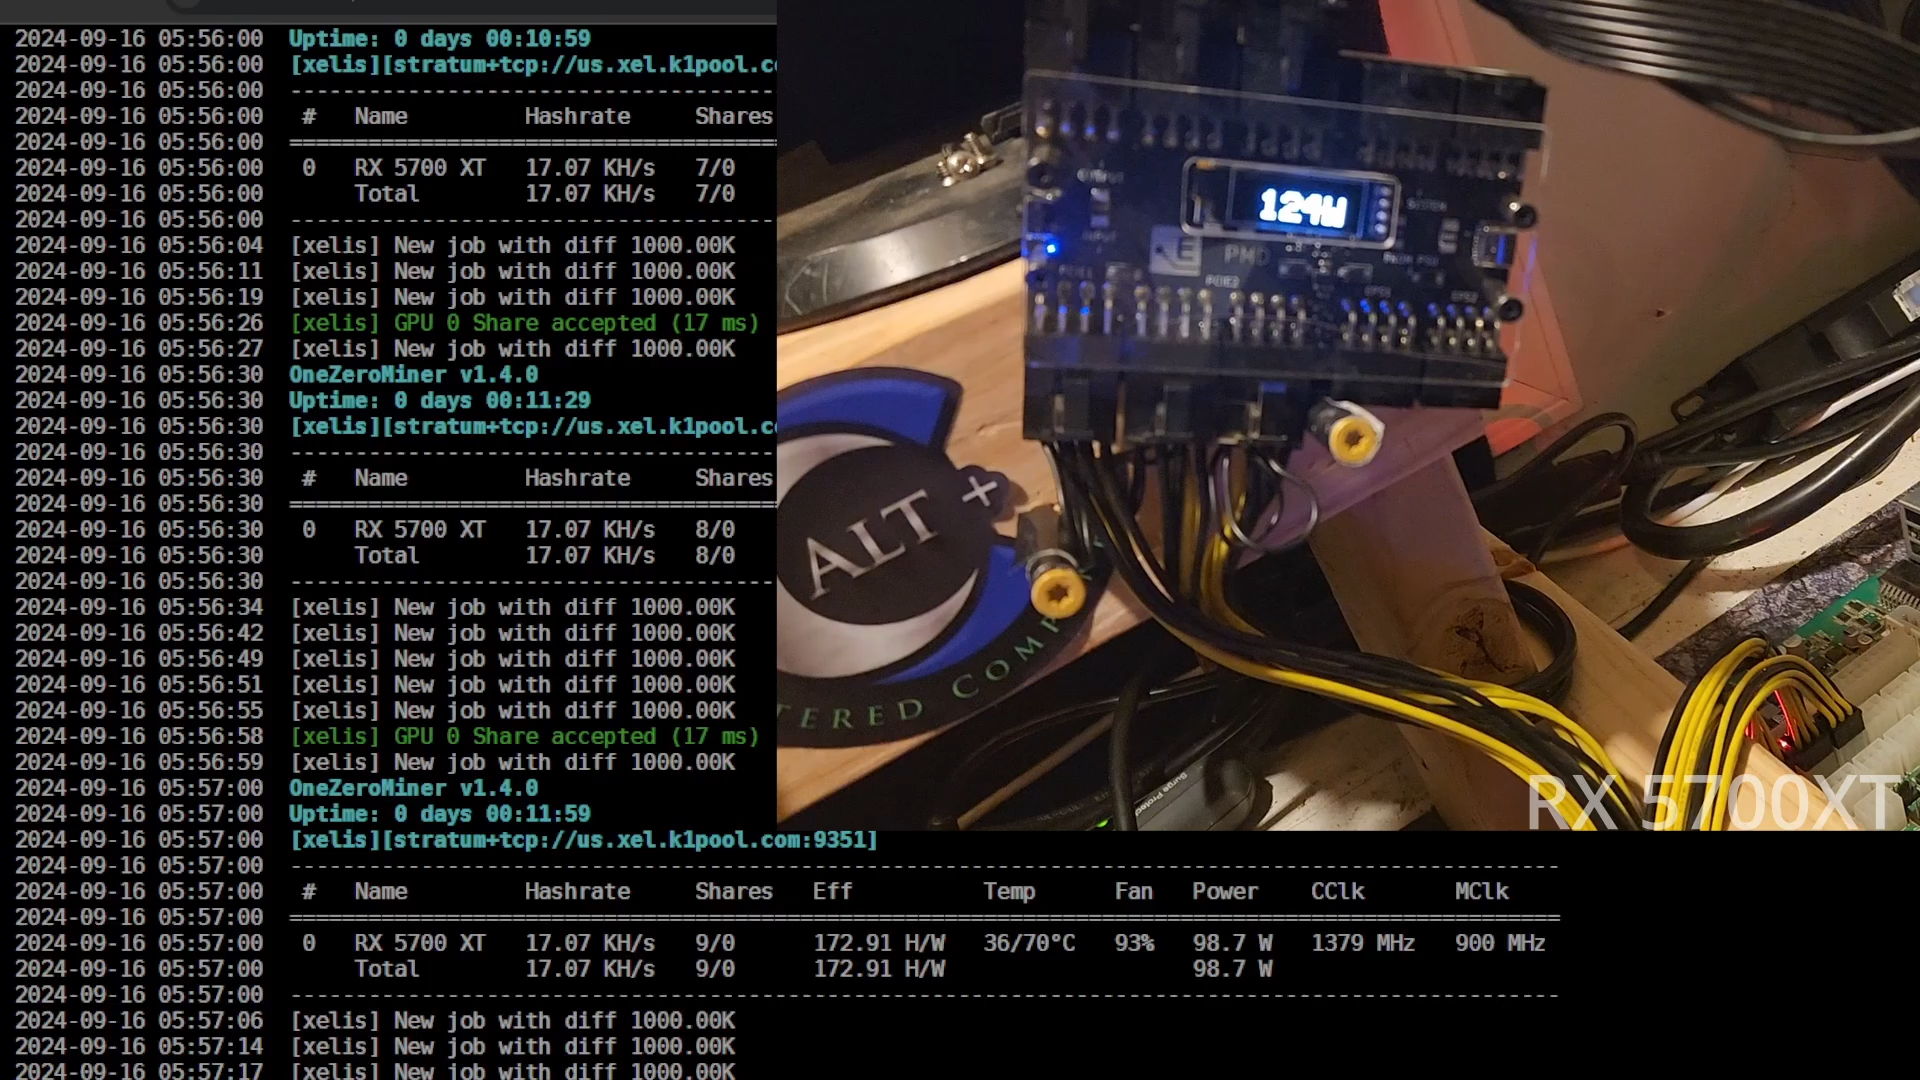 2024-09-16 05:56:00 Uptime: 0 days 00:10:59
2024-09-16 05:56:00 [xelis][stratum+tcp://us.xel.k1pool.c
2024-09-16 05:56:00 ----------------------------------------
2024-09-16 05:56:00 # Name Hashrate Shares
2024-09-16 05:56:00 ========================================
2024-09-16 05:56:00 0 RX 5700 XT 17.07 KH/s 7/0
2024-09-16 05:56:00 Total 17.07 KH/s 7/0
2024-09-16 05:56:00 ----------------------------------------
2024-09-16 05:56:04 [xelis] New job with diff 1000.00K
2024-09-16 05:56:11 [xelis] New job with diff 1000.00K
2024-09-16 05:56:19 [xelis] New job with diff 1000.00K
2024-09-16 05:56:26 [xelis] GPU 0 Share accepted (17 ms)
2024-09-16 05:56:27 [xelis] New job with diff 1000.00K
2024-09-16 05:56:30 OneZeroMiner v1.4.0
2024-09-16 05:56:30 Uptime: 0 days 00:11:29
2024-09-16 05:56:30 [xelis][stratum+tcp://us.xel.k1pool.c
2024-09-16 05:56:30 ----------------------------------------
2024-09-16 05:56:30 # Name Hashrate Shares
2024-09-16 05:56:30 ========================================
2024-09-16 05:56:30 0 RX 5700 XT 17.07 KH/s 8/0
2024-09-16 05:56:30 Total 17.07 KH/s 8/0
2024-09-16 05:56:30 ----------------------------------------
2024-09-16 05:56:34 [xelis] New job with diff 1000.00K
2024-09-16 05:56:42 [xelis] New job with diff 1000.00K
2024-09-16 05:56:49 [xelis] New job with diff 1000.00K
2024-09-16 05:56:51 [xelis] New job with diff 1000.00K
2024-09-16 05:56:55 [xelis] New job with diff 1000.00K
2024-09-16 05:56:58 [xelis] GPU 0 Share accepted (17 ms)
2024-09-16 05:56:59 [xelis] New job with diff 1000.00K
2024-09-16 05:57:00 OneZeroMiner v1.4.0
2024-09-16 05:57:00 Uptime: 0 days 00:11:59
2024-09-16 05:57:00 [xelis][stratum+tcp://us.xel.k1pool.com:9351]
2024-09-16 05:57:00 ----------------------------------------
2024-09-16 05:57:00 # Name Hashrate Shares Eff Temp Fan Power CClk MClk
2024-09-16 05:57:00 ========================================
2024-09-16 05:57:00 0 RX 5700 XT 17.07 KH/s 9/0 172.91 H/W 36/70°C 93% 98.7 W 1379 MHz 900 MHz
2024-09-16 05:57:00 Total 17.07 KH/s 9/0 172.91 H/W 98.7 W
2024-09-16 05:57:00 ----------------------------------------
2024-09-16 05:57:06 [xelis] New job with diff 1000.00K
2024-09-16 05:57:14 [xelis] New job with diff 1000.00K
2024-09-16 05:57:17 [xelis] New job with diff 1000.00K
124W
PMD
PCIE2
ALT +
TERED COMP
Surge Prote
RX 5700XT